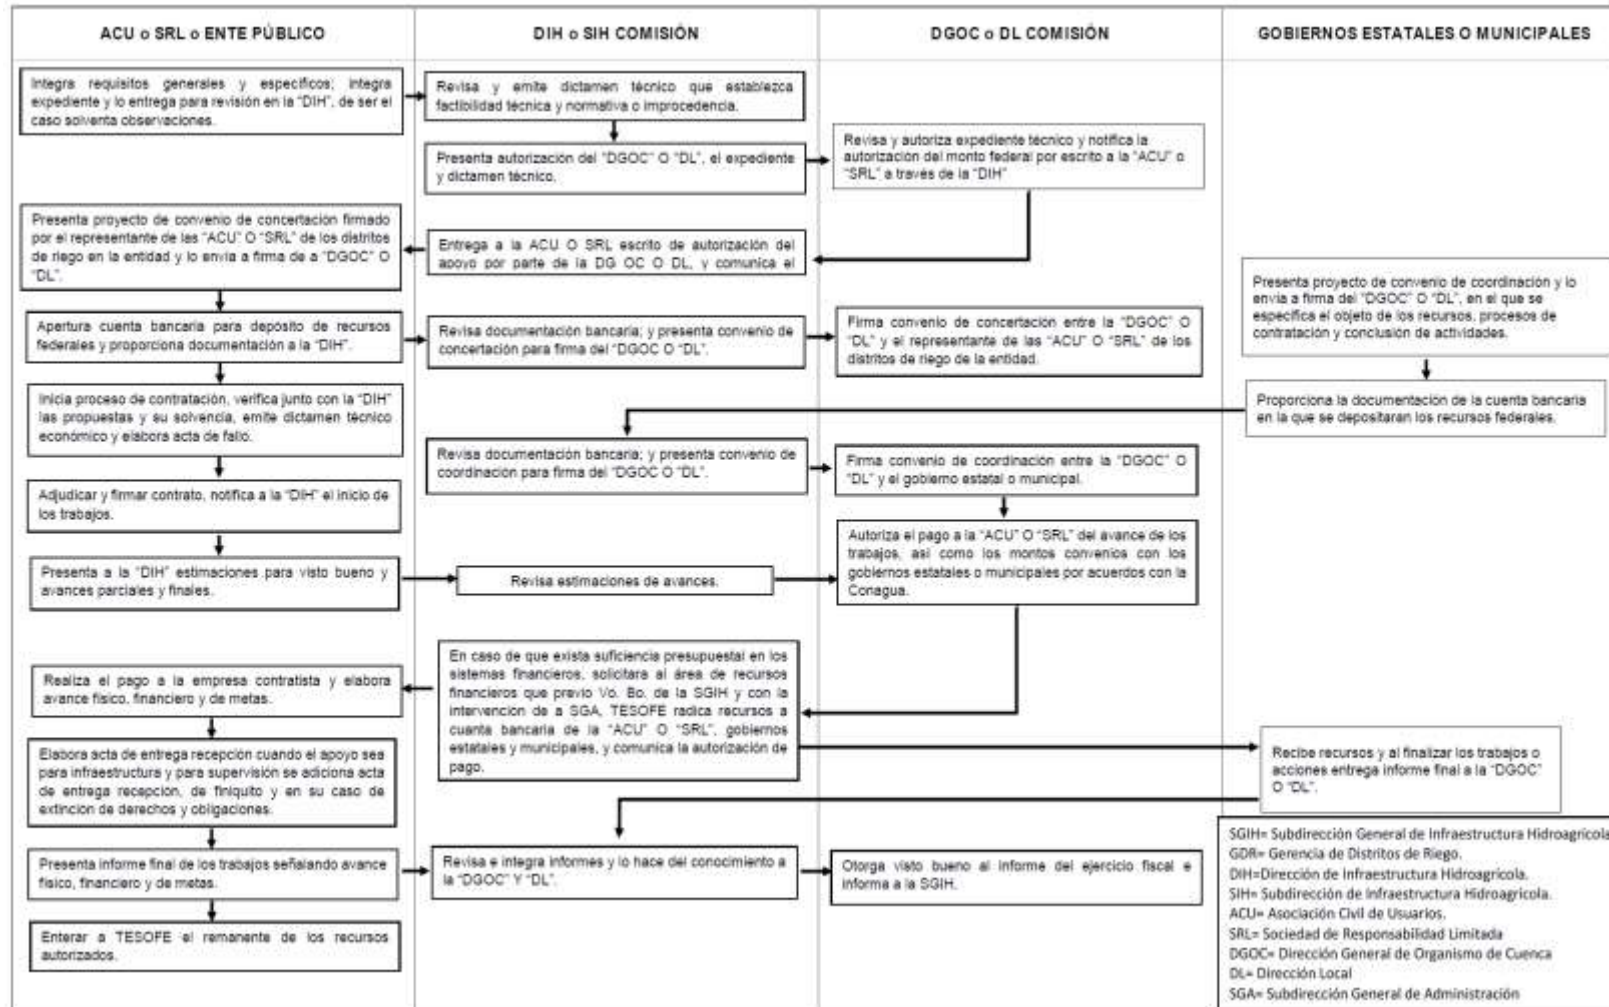 ACU o SRL o ENTE PÚBLICO
DIH o SIH COMISIÓN
DGOC o DL COMISIÓN
GOBIERNOS ESTATALES O MUNICIPALES
Integra requisitos generales y específicos; integra
expediente y lo entrega para revisión en la "DIH", de ser el
caso solventa observaciones.
Revisa y emite dictamen técnico que establezca
factibilidad técnica y normativa o improcedencia.
Presenta autorización del "DGOC" O "DL", el expediente
y dictamen técnico.
Revisa y autoriza expediente técnico y notifica la
autorización del monto federal por escrito a la "ACU" o
"SRL" a través de la "DIH"
Presenta proyecto de convenio de concertación firmado
por el representante de las "ACU" O "SRL" de los distritos
de riego en la entidad y lo envía a firma de a "DGOC" O
"DL".
Entrega a la ACU O SRL escrito de autorización del
apoyo por parte de la DG OC O DL, y comunica el
Presenta proyecto de convenio de coordinación y lo
envía a firma del "DGOC" O "DL", en el que se
especifica el objeto de los recursos, procesos de
contratación y conclusión de actividades.
Apertura cuenta bancaria para depósito de recursos
federales y proporciona documentación a la "DIH".
Revisa documentación bancaria; y presenta convenio de
concertación para firma del "DGOC O "DL".
Firma convenio de concertación entre la "DGOC" O
"DL" y el representante de las "ACU" O "SRL" de los
distritos de riego de la entidad.
Inicia proceso de contratación, verifica junto con la "DIH"
las propuestas y su solvencia, emite dictamen técnico
económico y elabora acta de fallo.
Proporciona la documentación de la cuenta bancaria
en la que se depositaran los recursos federales.
Revisa documentación bancaria; y presenta convenio de
coordinación para firma del "DGOC O "DL".
Firma convenio de coordinación entre la "DGOC" O
"DL" y el gobierno estatal o municipal.
Adjudicar y firmar contrato, notifica a la "DIH" el inicio de
los trabajos.
Autoriza el pago a la "ACU" O "SRL" del avance de los
trabajos, así como los montos convenios con los
gobiernos estatales o municipales por acuerdos con la
Conagua.
Presenta a la "DIH" estimaciones para visto bueno y
avances parciales y finales.
Revisa estimaciones de avances.
En caso de que exista suficiencia presupuestal en los
sistemas financieros, solicitara al área de recursos
financieros que previo Vo. Bo. de la SGIH y con la
intervencion de a SGA, TESOFE radica recursos a
cuenta bancaria de la "ACU" O "SRL", gobiernos
estatales y municipales, y comunica la autorización de
pago.
Realiza el pago a la empresa contratista y elabora
avance físico, financiero y de metas.
Elabora acta de entrega recepción cuando el apoyo sea
para infraestructura y para supervisión se adiciona acta
de entrega recepción, de finiquito y en su caso de
extinción de derechos y obligaciones.
Recibe recursos y al finalizar los trabajos o
acciones entrega informe final a la "DGOC"
O "DL".
Presenta informe final de los trabajos señalando avance
físico, financiero y de metas.
Revisa e integra informes y lo hace del conocimiento a
la "DGOC" Y "DL".
Otorga visto bueno al informe del ejercicio fiscal e
informa a la SGIH.
Enterar a TESOFE el remanente de los recursos
autorizados.
SGIH= Subdirección General de Infraestructura Hidroagrícola
GDR= Gerencia de Distritos de Riego.
DIH=Dirección de Infraestructura Hidroagrícola.
SIH= Subdirección de Infraestructura Hidroagrícola.
ACU= Asociación Civil de Usuarios.
SRL= Sociedad de Responsabilidad Limitada
DGOC= Dirección General de Organismo de Cuenca
DL= Dirección Local
SGA= Subdirección General de Administración